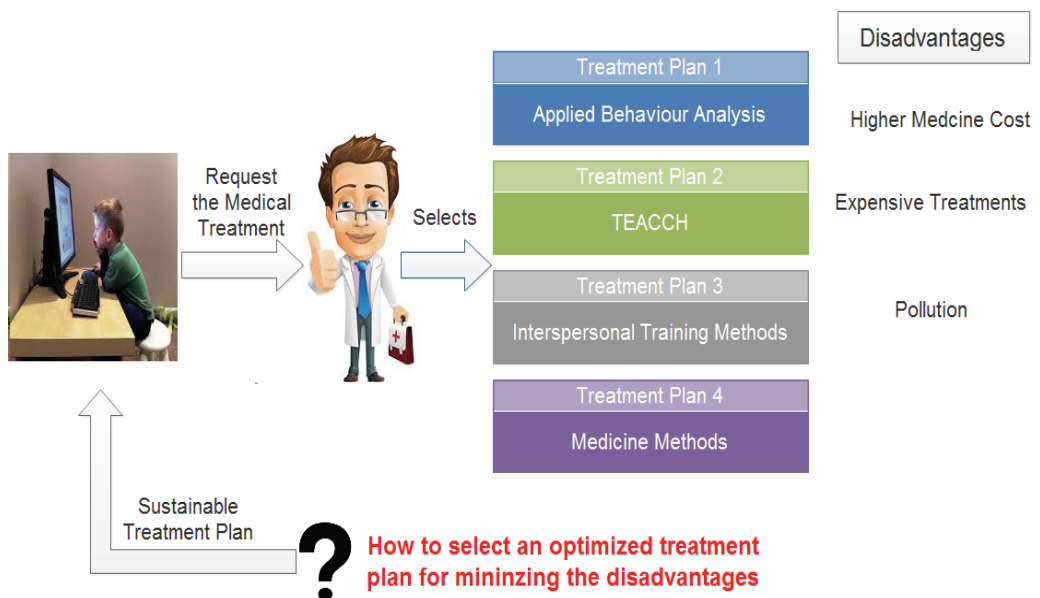 Request
the Medical
Treatment
Selects
Treatment Plan 1
Applied Behaviour Analysis
Treatment Plan 2
TEACCH
Treatment Plan 3
Interspersonal Training Methods
Treatment Plan 4
Medicine Methods
Disadvantages
Higher Medcine Cost
Expensive Treatments
Pollution
Sustainable
Treatment Plan
?
How to select an optimized treatment
plan for mininzing the disadvantages